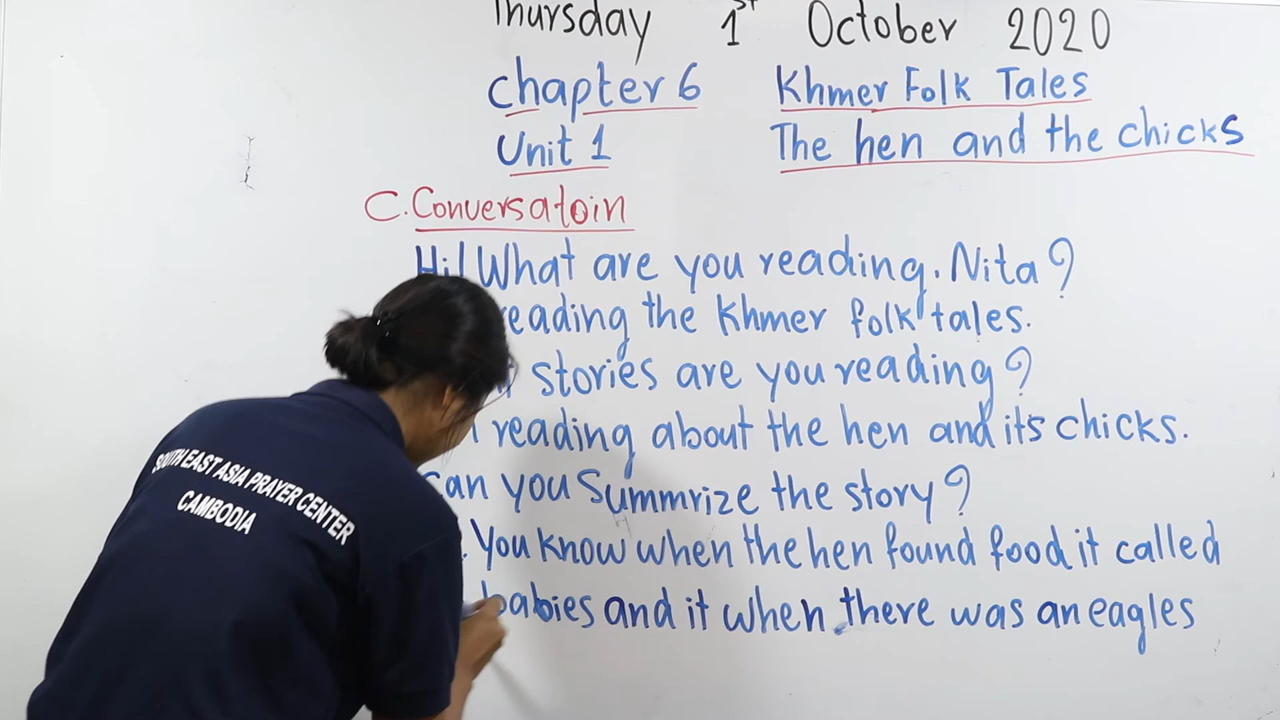 Thursday 1st October 2020
Chapter 6 Khmer Folk Tales
Unit 1 The hen and the chicks
C. Conversatoin
Hi! What are you reading. Nita?
reading the Khmer folk tales.
stories are you reading?
reading about the hen and its chicks.
can you Summrize the story?
. You know when the hen found food it called
babies and it when there was an eagles
SOUTH EAST ASIA PRAYER CENTER
CAMBODIA